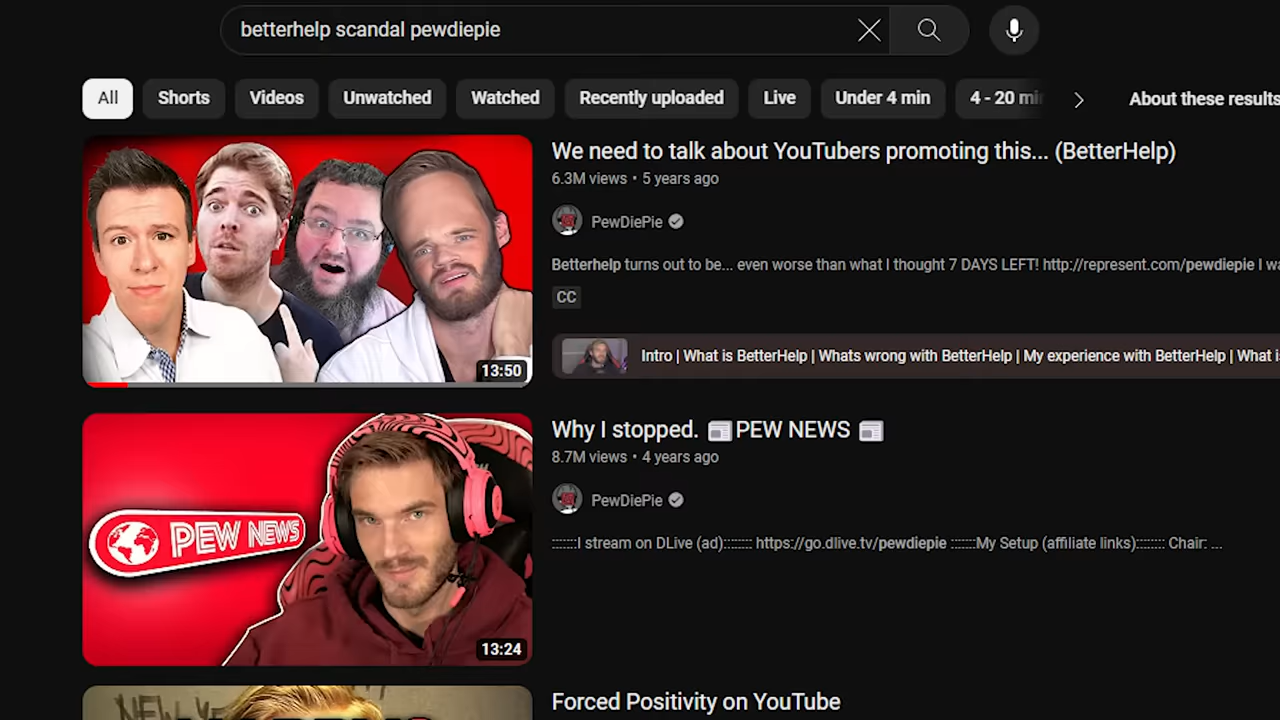 betterhelp scandal pewdiepie
All Shorts Videos Unwatched Watched Recently uploaded Live Under 4 min 4 - 20 min About these results
We need to talk about YouTubers promoting this... (BetterHelp)
6.3M views • 5 years ago
PewDiePie
Betterhelp turns out to be... even worse than what I thought 7 DAYS LEFT! http://represent.com/pewdiepie I wa
CC
Intro | What is BetterHelp | Whats wrong with BetterHelp | My experience with BetterHelp | What is
13:50
Why I stopped. PEW NEWS
8.7M views • 4 years ago
PewDiePie
:::::::I stream on DLive (ad)::::::: https://go.dlive.tv/pewdiepie :::::::My Setup (affiliate links)::::::: Chair: ...
PEW NEWS
13:24
Forced Positivity on YouTube